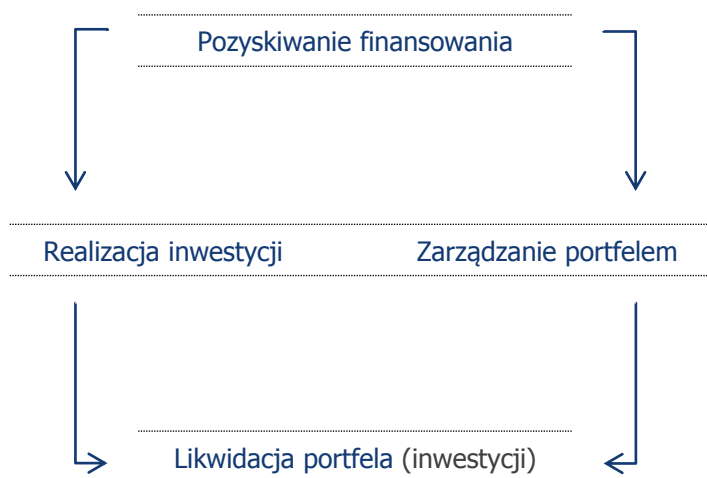 Pozyskiwanie finansowania
Realizacja inwestycji
Zarządzanie portfelem
Likwidacja portfela (inwestycji)